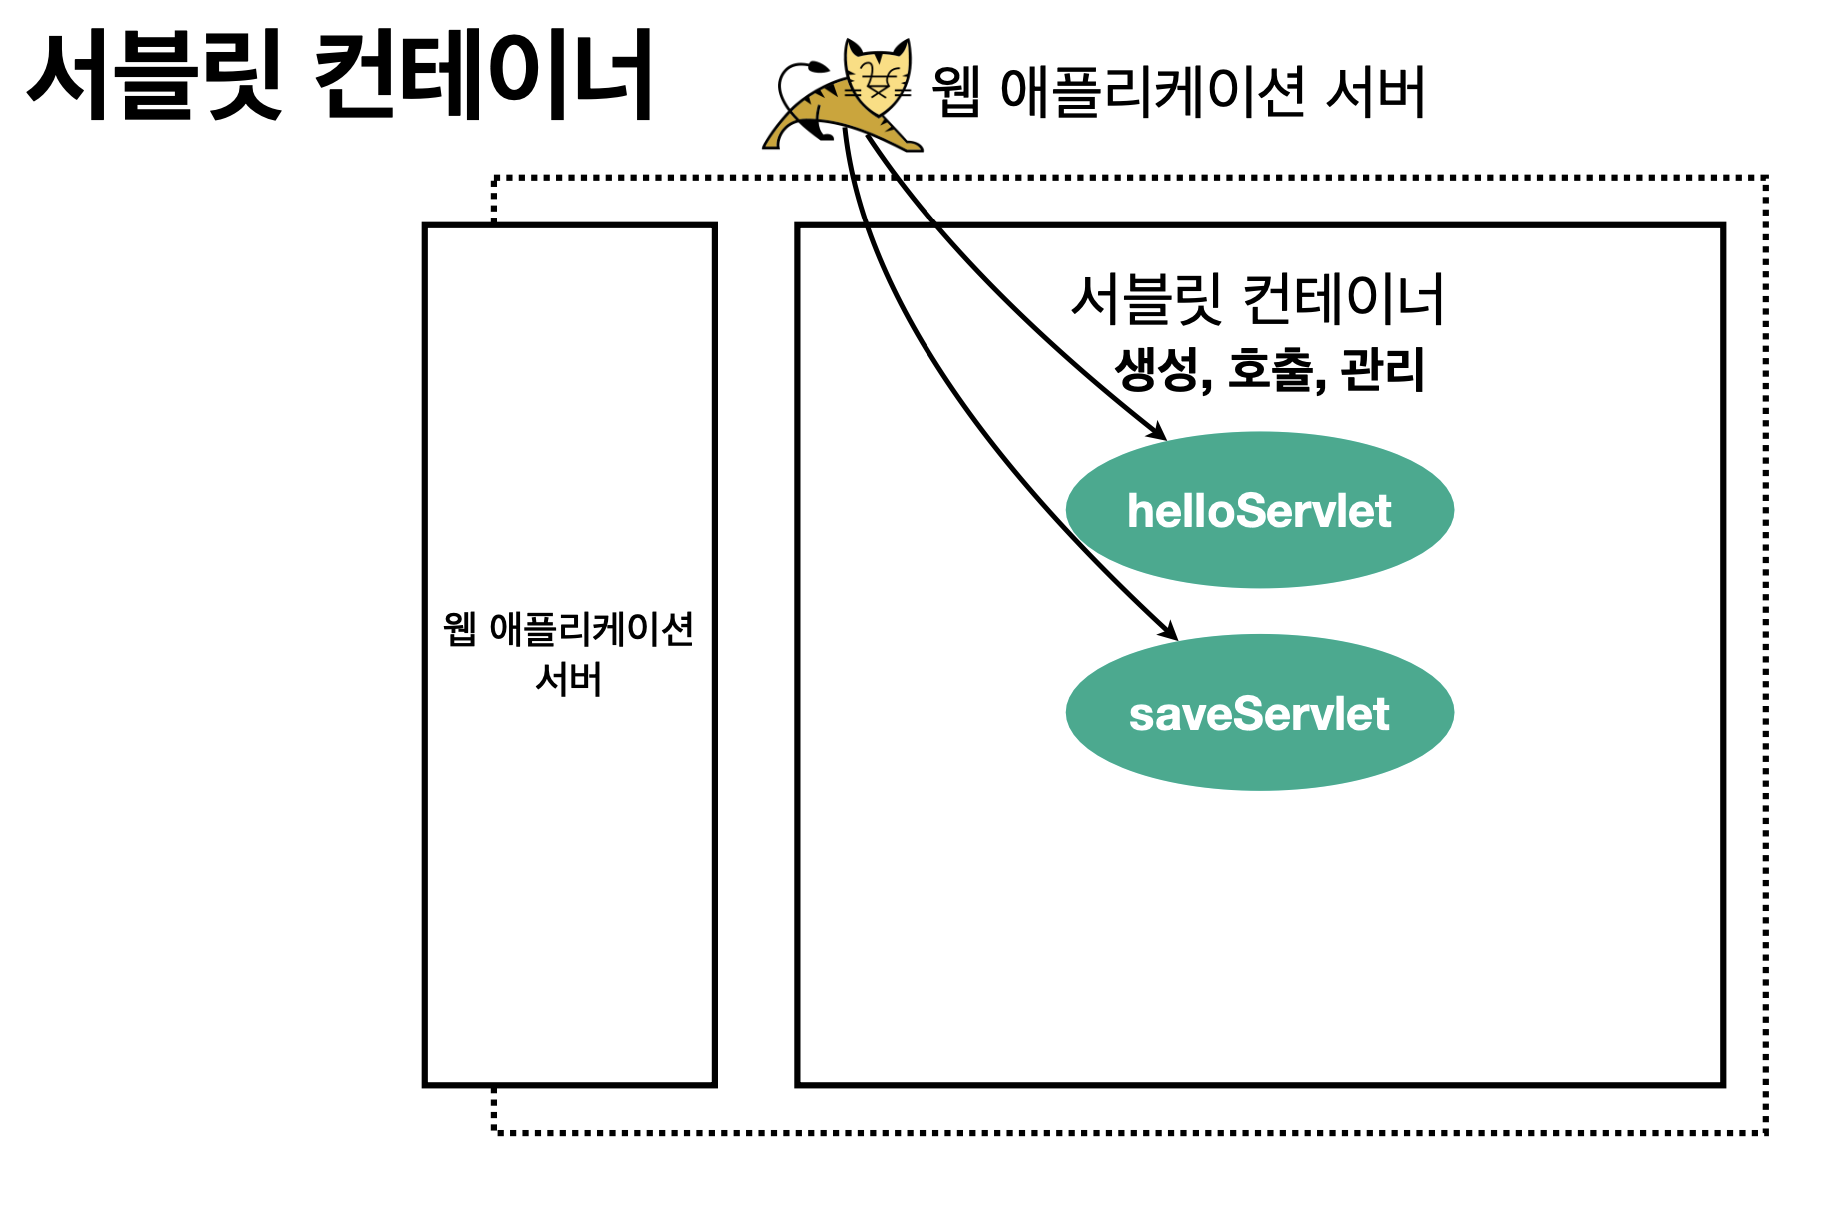 서블릿 컨테이너
웹 애플리케이션 서버
서블릿 컨테이너
생성, 호출, 관리
helloServlet
웹 애플리케이션
서버
saveServlet